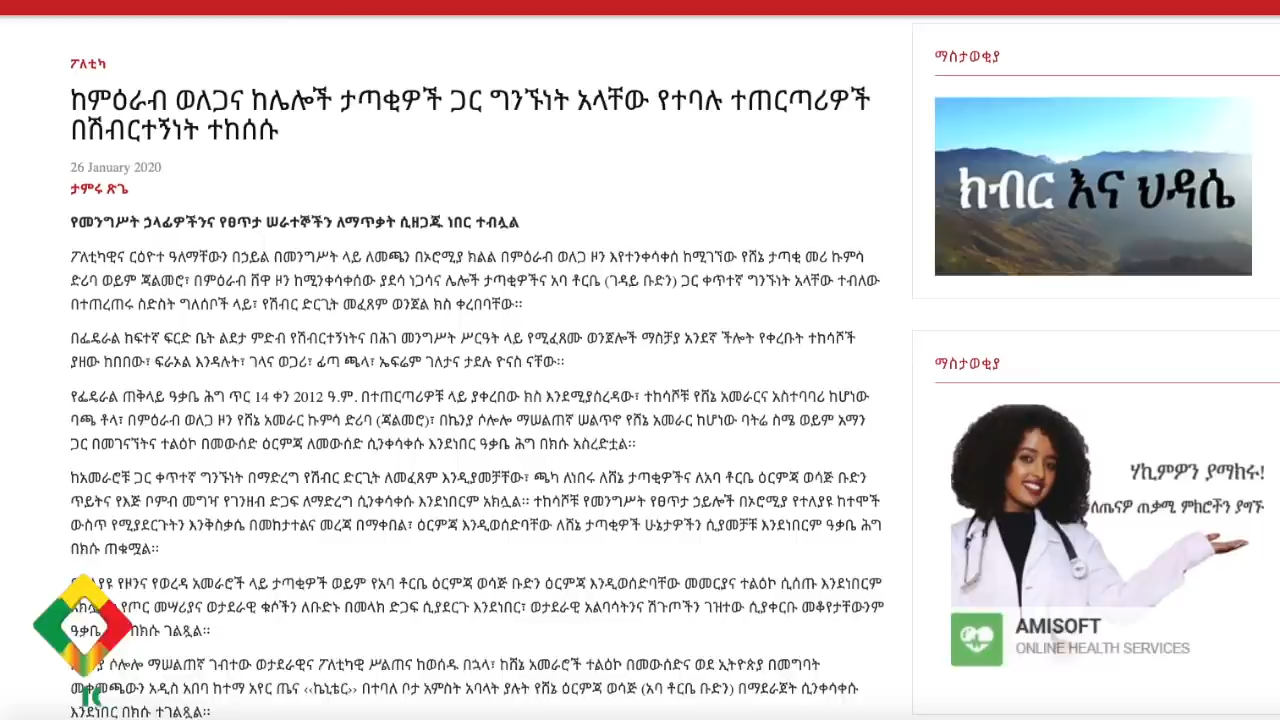 ፖለቲካ
ከምዕራብ ወለጋና ከሌሎች ታጣቂዎች ጋር ግንኙነት አላቸው የተባሉ ተጠርጣሪዎች
በሽብርተኝነት ተከሰሱ
26 January 2020
ታምሩ ጽጌ
የመንግሥት ኃላፊዎችንና የፀጥታ ሠራተኞችን ለማጥቃት ሲዘጋጁ ነበር ተብሏል
ፖለቲካዊና ርዕዮተ ዓለማቸውን በኃይል በመንግሥት ላይ ለመጫን በኦሮሚያ ክልል በምዕራብ ወለጋ ዞን እየተንቀሳቀሰ ከሚገኘው የሸኔ ታጣቂ መሪ ኩምሳ
ድሪባ ወይም ጃልመሮ፣ በምዕራብ ሸዋ ዞን ከሚንቀሳቀሰው ያደሳ ነጋሳና ሌሎች ታጣቂዎችና አባ ቶርቤ (ገዳይ ቡድን) ጋር ቀጥተኛ ግንኙነት አላቸው ተብለው
በተጠረጠሩ ስድስት ግለሰቦች ላይ፣ የሽብር ድርጊት መፈጸም ወንጀል ክስ ቀረበባቸው፡፡
በፌዴራል ከፍተኛ ፍርድ ቤት ልደታ ምድብ የሽብርተኝነትና በሕገ መንግሥት ሥርዓት ላይ የሚፈጸሙ ወንጀሎች ማስቻያ አንደኛ ችሎት የቀረቡት ተከሳሾች
ያዘው ከበበው፣ ፍራኦል እንዳሉት፣ ገላና ወጋሪ፣ ፊጣ ጫላ፣ ኤፍሬም ገለታና ታደሉ ዮናስ ናቸው፡፡
የፌዴራል ጠቅላይ ዓቃቤ ሕግ ጥር 14 ቀን 2012 ዓ.ም. በተጠርጣሪዎቹ ላይ ያቀረበው ክስ እንደሚያስረዳው፣ ተከሳሾቹ የሸኔ አመራርና አስተባባሪ ከሆነው
ባጫ ቶላ፣ በምዕራብ ወለጋ ዞን የሸኔ አመራር ኩምሳ ድሪባ (ጃልመሮ)፣ በኬንያ ሶሎሎ ማሠልጠኛ ሠልጥኖ የሸኔ አመራር ከሆነው ባትሬ ስሜ ወይም አማን
ጋር በመገናኘትና ተልዕኮ በመውሰድ ዕርምጃ ለመውሰድ ሲንቀሳቀሱ እንደነበር ዓቃቤ ሕግ በክሱ አስረድቷል፡፡
ከአመራሮቹ ጋር ቀጥተኛ ግንኙነት በማድረግ የሽብር ድርጊት ለመፈጸም እንዲያመቻቸው፣ ጫካ ለነበሩ ለሸኔ ታጣቂዎችና ለአባ ቶርቤ ዕርምጃ ወሳጅ ቡድን
ጥይትና የእጅ ቦምብ መግዣ የገንዘብ ድጋፍ ለማድረግ ሲንቀሳቀሱ እንደነበርም አክሏል፡፡ ተከሳሾቹ የመንግሥት የፀጥታ ኃይሎች በኦሮሚያ የተለያዩ ከተሞች
ውስጥ የሚያደርጉትን እንቅስቃሴ በመከታተልና መረጃ በማቀበል፣ ዕርምጃ እንዲወሰድባቸው ለሸኔ ታጣቂዎች ሁኔታዎችን ሲያመቻቹ እንደነበርም ዓቃቤ ሕግ
በክሱ ጠቁሟል፡፡
የዞንና የወረዳ አመራሮች ላይ ታጣቂዎች ወይም የአባ ቶርቤ ዕርምጃ ወሳጅ ቡድን ዕርምጃ እንዲወስድባቸው መመርያና ተልዕኮ ሲሰጡ እንደነበርም
የጦር መሣሪያና ወታደራዊ ቁሶችን ለቡድኑ በመላክ ድጋፍ ሲያደርጉ እንደነበር፣ ወታደራዊ አልባሳትንና ሽጉጦችን ገዝተው ሲያቀርቡ መቆየታቸውንም
ዓቃቤ በክሱ ገልጿል፡፡
ሶሎሎ ማሠልጠኛ ገብተው ወታደራዊና ፖለቲካዊ ሥልጠና ከወሰዱ በኋላ፣ ከሸኔ አመራሮች ተልዕኮ በመውሰድና ወደ ኢትዮጵያ በመግባት
መቀመጫውን አዲስ አበባ ከተማ አየር ጤና ‹‹ኬኒቴር›› በተባለ ቦታ አምስት አባላት ያሉት የሸኔ ዕርምጃ ወሳጅ (አባ ቶርቤ ቡድን) በማደራጀት ሲንቀሳቀሱ
እንደነበር በክሱ ተገልጿል፡፡
ማስታወቂያ
ክብር እና ህዳሴ
ማስታወቂያ
ሃኪምዎን ያማክሩ!
ለጤናዎ ጠቃሚ ምክሮችን ያግኙ
AMISOFT
ONLINE HEALTH SERVICES